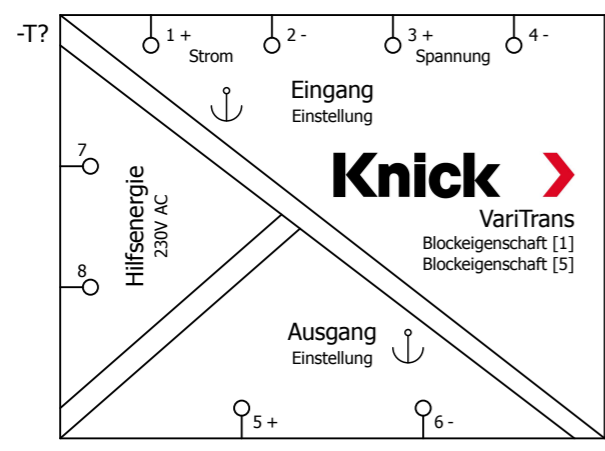 -T?
1 +
2 -
3 +
4 -
Strom
Spannung
Eingang
Einstellung
7
8
Hilfsenergie
230V AC
Knick
VariTrans
Blockeigenschaft [1]
Blockeigenschaft [5]
Ausgang
Einstellung
5 +
6 -